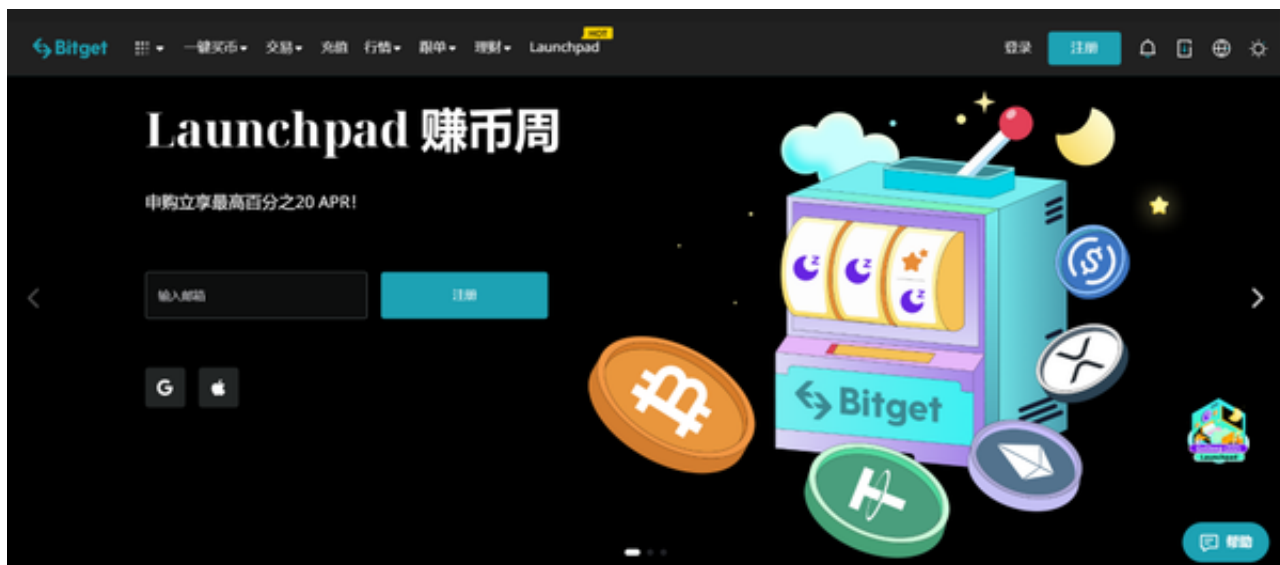 Bitget
一键买币
交易
充值
行情
跟单
理财
Launchpad
HOT
登录
注册
Launchpad 赚币周
申购立享最高百分之20 APR!
输入邮箱
注册
G
Bitget
Launchpad
帮助